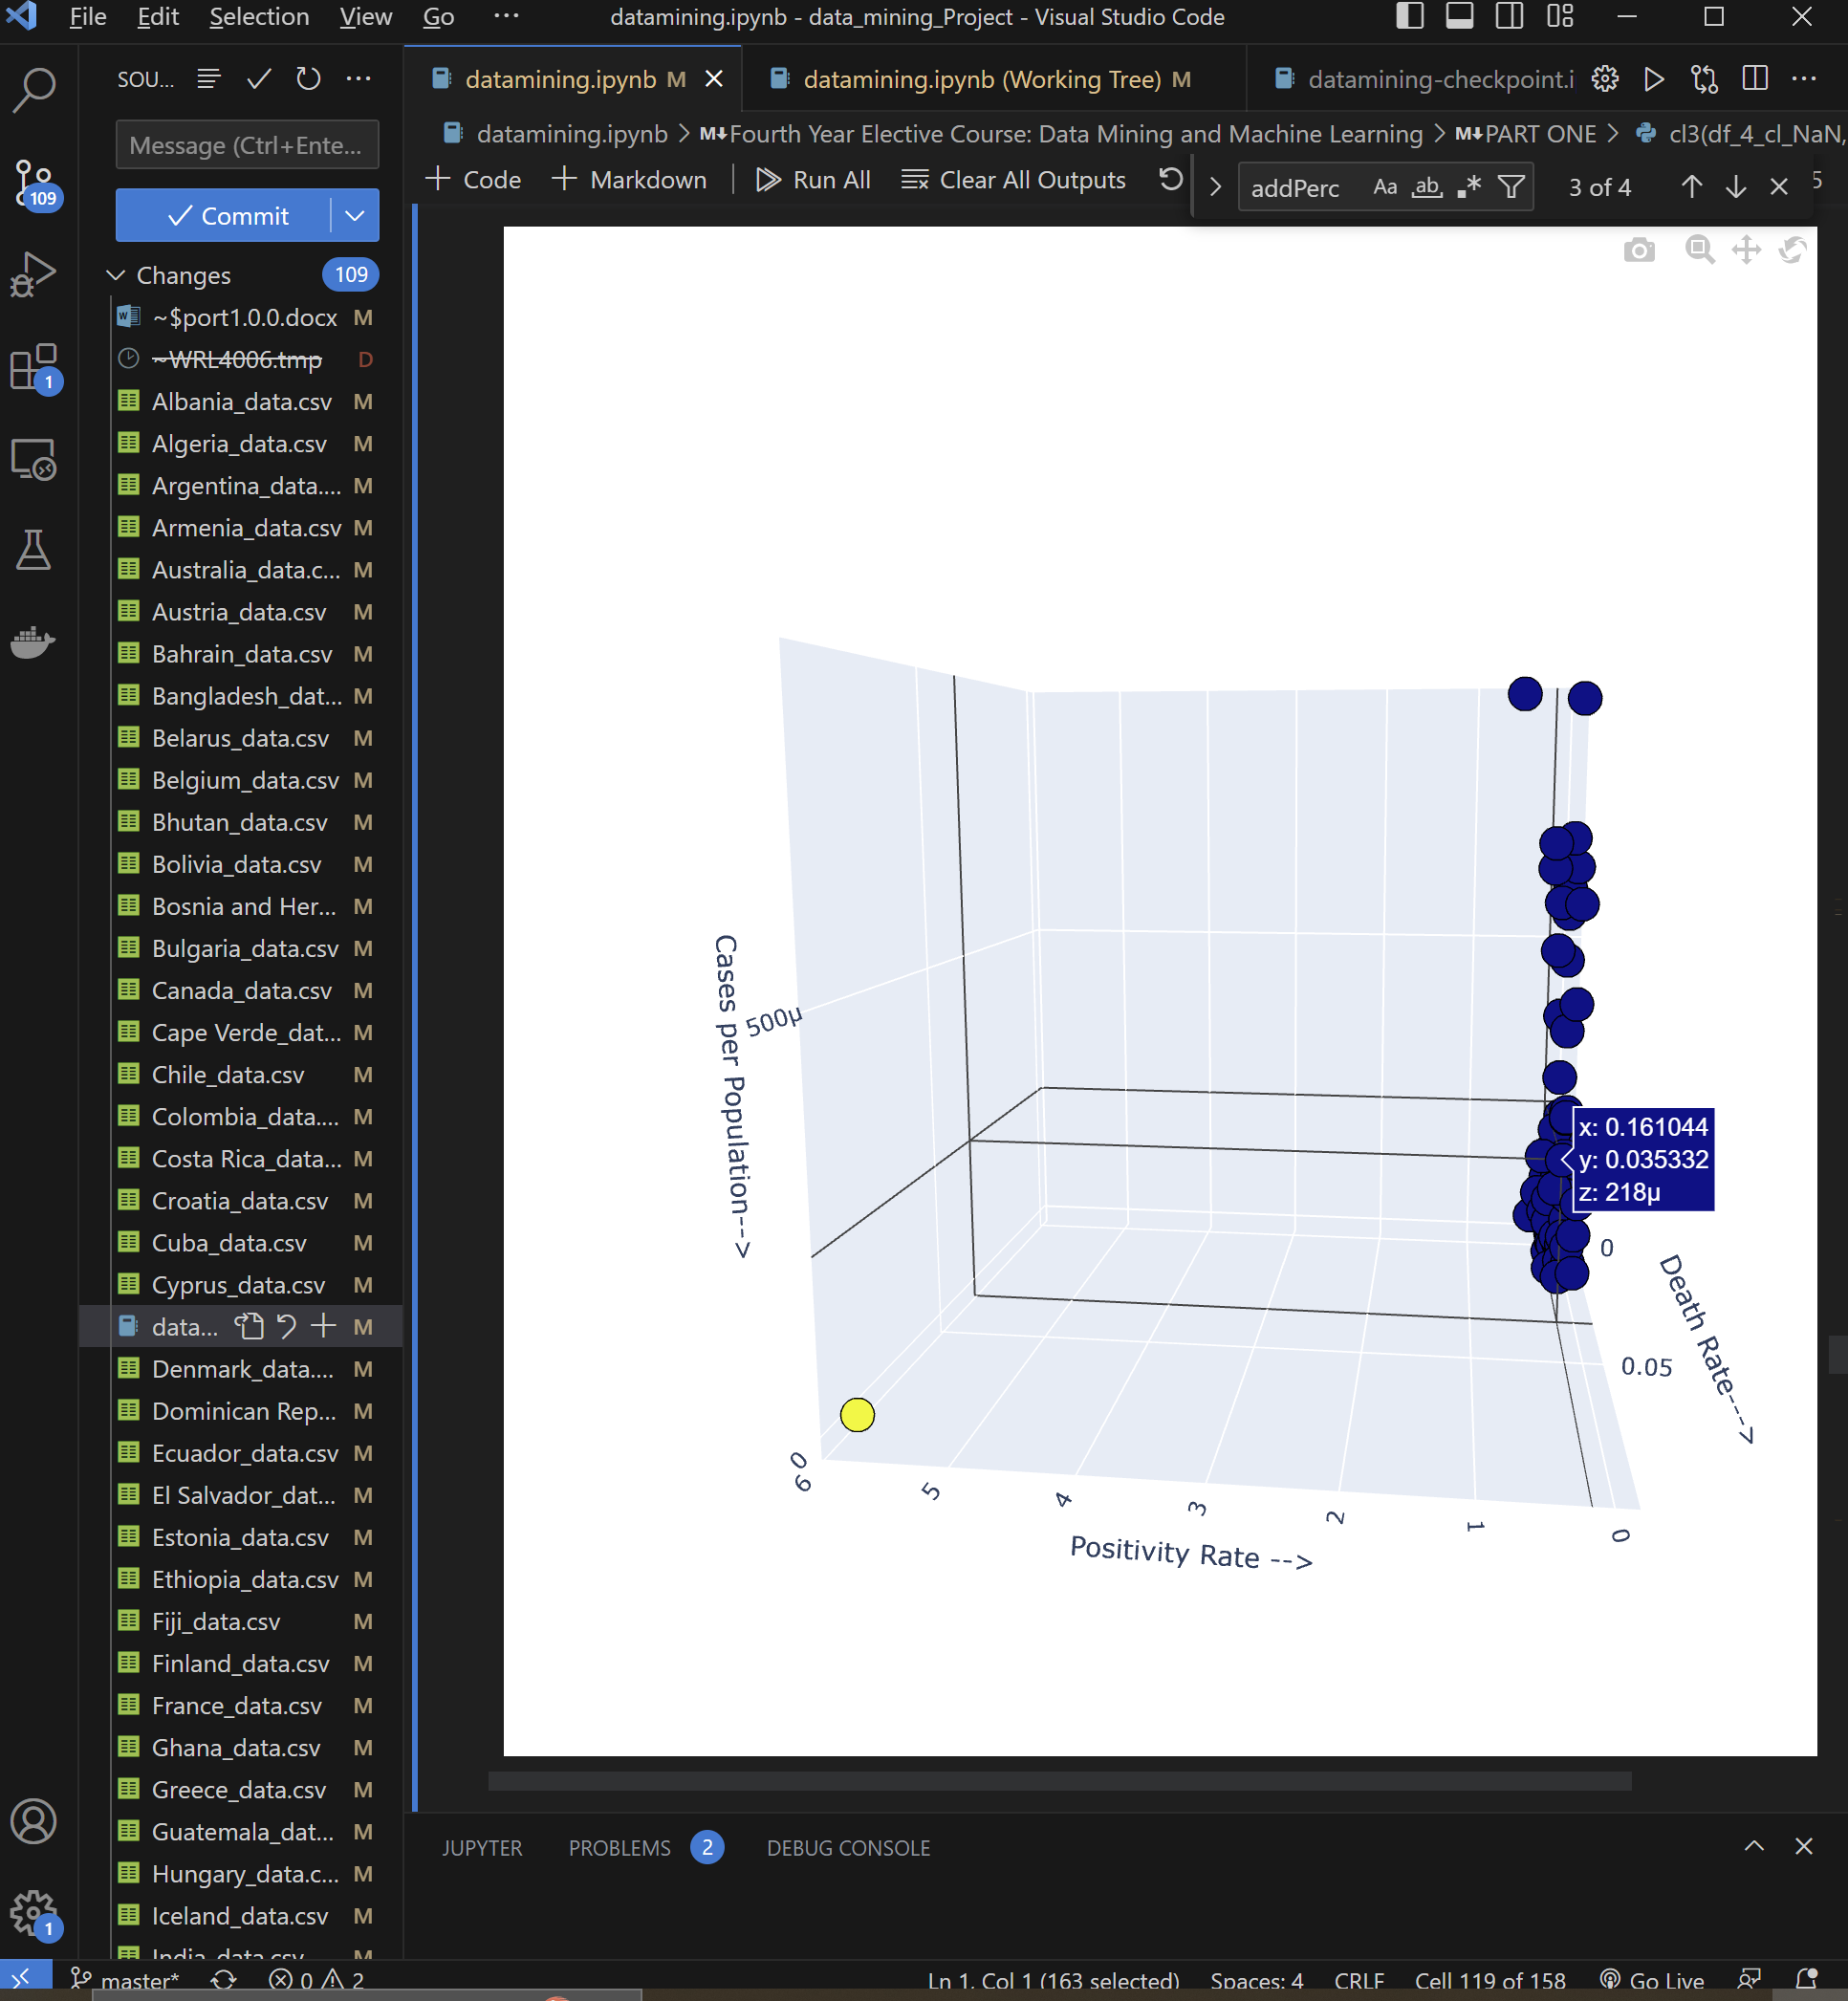 File Edit Selection View Go ··· datamining.ipynb - data_mining_Project - Visual Studio Code
SOU...
datamining.ipynb M
datamining.ipynb (Working Tree) M
datamining-checkpoint.i
datamining.ipynb > M↓Fourth Year Elective Course: Data Mining and Machine Learning > M↓PART ONE > cl3(df_4_cl_NaN,
+ Code + Markdown Run All Clear All Outputs
addPerc Aa ab 3 of 4
5
Message (Ctrl+Ente...
109
Commit
Changes 109
~$port1.0.0.docx M
~WRL4006.tmp D
Albania_data.csv M
1
Algeria_data.csv M
Argentina_data.... M
Armenia_data.csv M
Australia_data.c... M
Austria_data.csv M
Bahrain_data.csv M
Bangladesh_dat... M
Belarus_data.csv M
Belgium_data.csv M
Bhutan_data.csv M
Bolivia_data.csv M
Bosnia and Her... M
Bulgaria_data.csv M
Canada_data.csv M
Cape Verde_dat... M
Chile_data.csv M
Colombia_data.... M
Costa Rica_data... M
Croatia_data.csv M
Cuba_data.csv M
Cyprus_data.csv M
data... M
Denmark_data.... M
Dominican Rep... M
Ecuador_data.csv M
El Salvador_dat... M
Estonia_data.csv M
Ethiopia_data.csv M
Fiji_data.csv M
Finland_data.csv M
France_data.csv M
Ghana_data.csv M
Greece_data.csv M
Guatemala_dat... M
Hungary_data.c... M
Iceland_data.csv M
1
India_data.csv M
Cases per Population-->
500μ
x: 0.161044
y: 0.035332
z: 218μ
0
Death Rate---->
0.05
0
6 5 4 3 2 1 0
Positivity Rate -->
JUPYTER PROBLEMS 2 DEBUG CONSOLE
master* 0 2 Ln 1, Col 1 (163 selected) Spaces: 4 CRLF Cell 119 of 158 Go Live